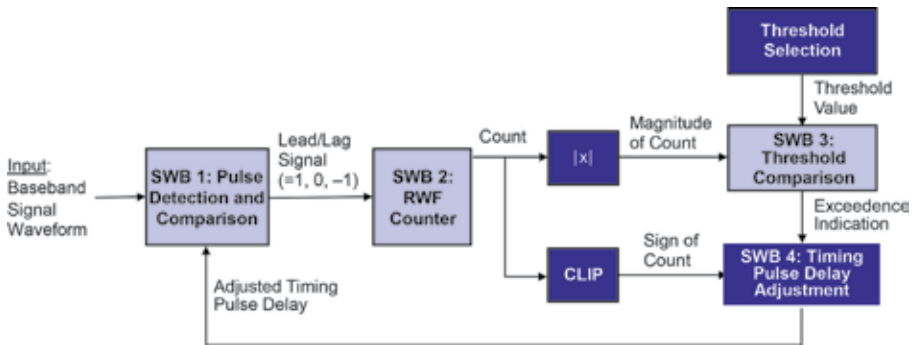 Threshold
Selection
Threshold
Value
Input:
Baseband
Signal
Waveform
SWB 1: Pulse
Detection and
Comparison
Lead/Lag
Signal
(=1, 0, –1)
SWB 2:
RWF
Counter
Count
|x|
Magnitude
of Count
SWB 3:
Threshold
Comparison
Exceedence
Indication
CLIP
Sign of
Count
SWB 4: Timing
Pulse Delay
Adjustment
Adjusted Timing
Pulse Delay